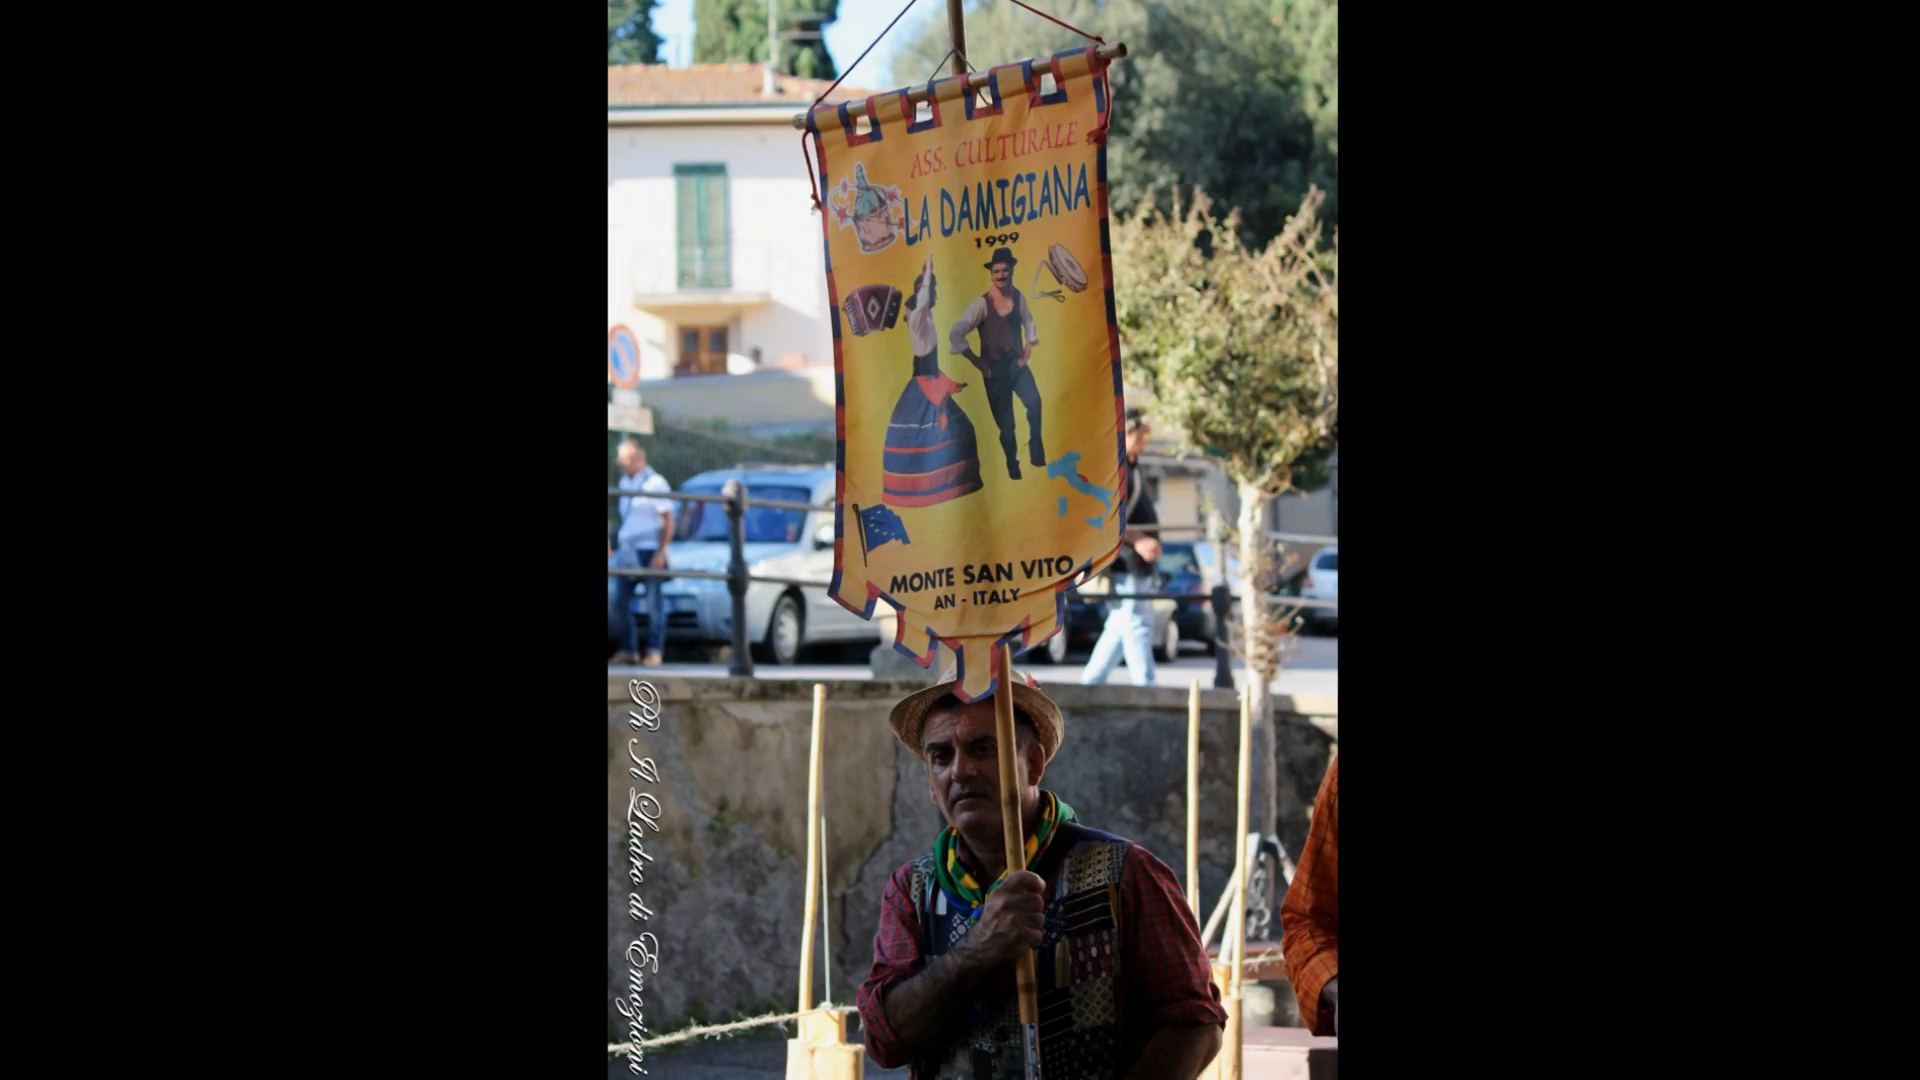 ASS. CULTURALE
LA DAMIGIANA
1999
MONTE SAN VITO
AN - ITALY
Ph Il Ladro di Emozioni